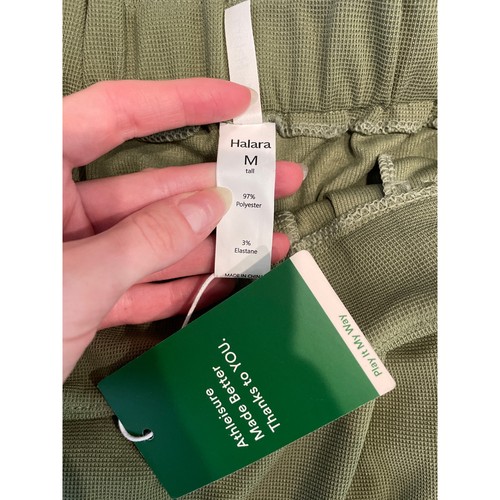 Halara
M
tall
97%
Polyester
3%
Elastane
MADE IN CHINA
Athleisure
Made Better
Thanks to YOU.
Play It My Way